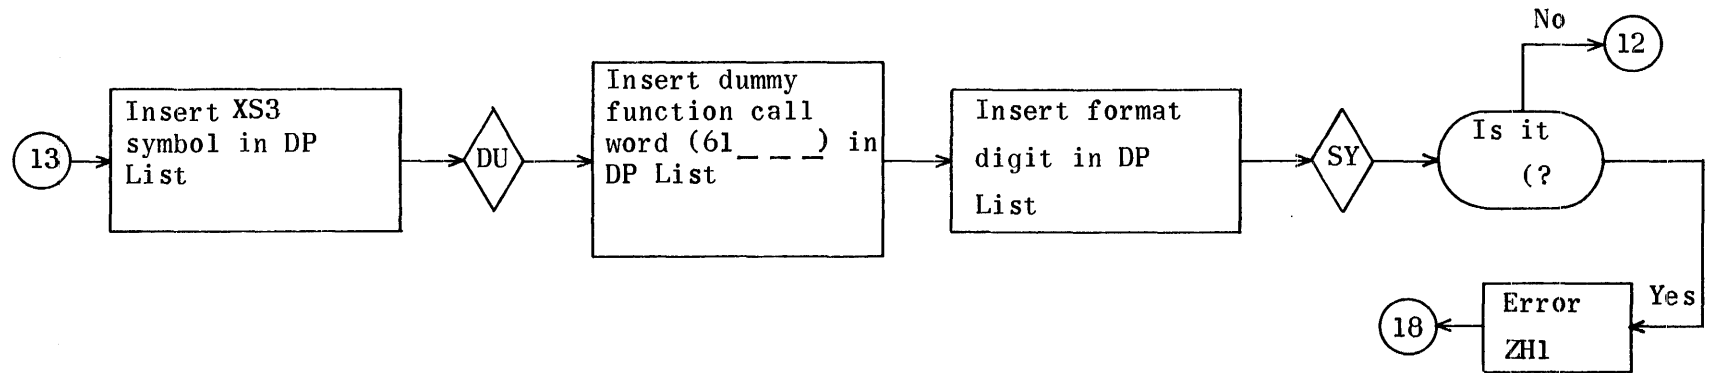 No
12
Insert XS3
symbol in DP
List
Insert dummy
function call
word (61_ _ _) in
DP List
Insert format
digit in DP
List
Is it
(?
13
DU
SY
Yes
Error
ZH1
18